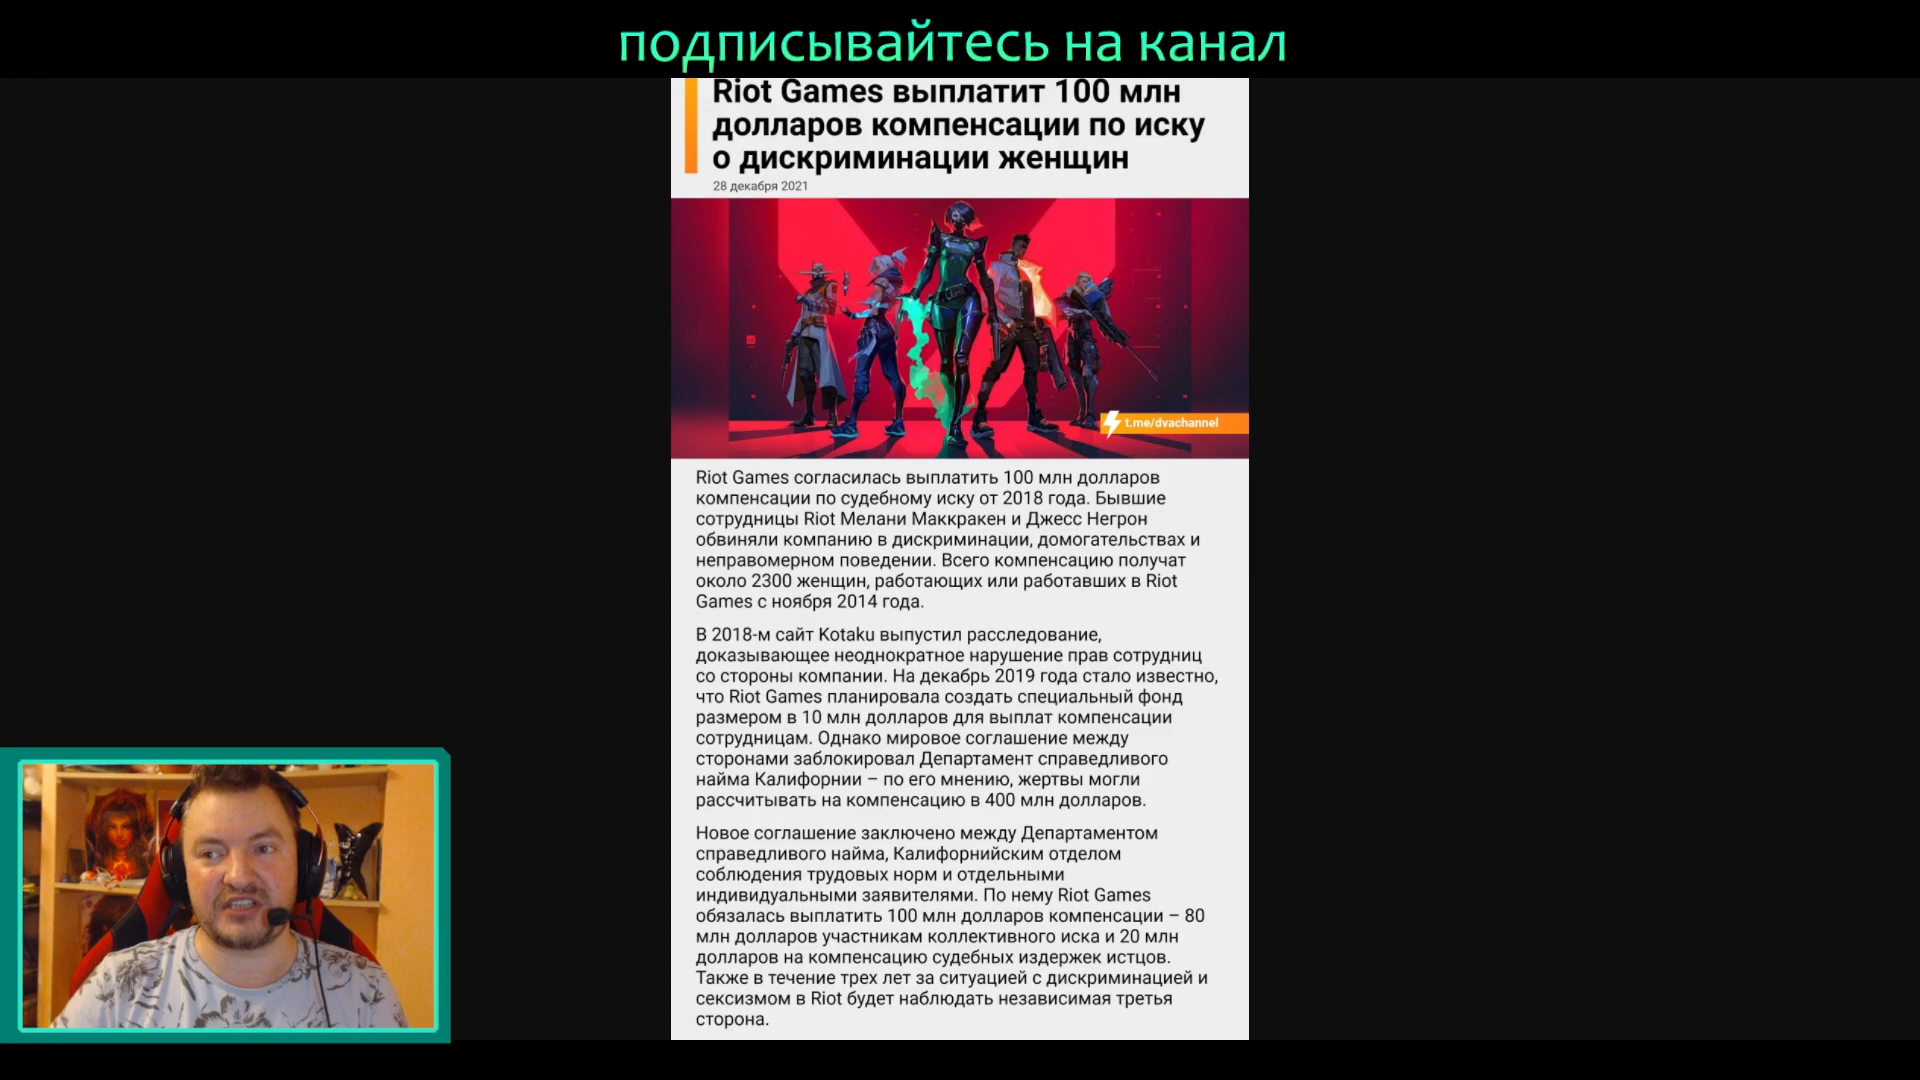 подписывайтесь на канал
Riot Games выплатит 100 млн
долларов компенсации по иску
о дискриминации женщин
28 декабря 2021
t.me/dvachannel
Riot Games согласилась выплатить 100 млн долларов
компенсации по судебному иску от 2018 года. Бывшие
сотрудницы Riot Мелани Маккракен и Джесс Негрон
обвиняли компанию в дискриминации, домогательствах и
неправомерном поведении. Всего компенсацию получат
около 2300 женщин, работающих или работавших в Riot
Games с ноября 2014 года.
В 2018-м сайт Kotaku выпустил расследование,
доказывающее неоднократное нарушение прав сотрудниц
со стороны компании. На декабрь 2019 года стало известно,
что Riot Games планировала создать специальный фонд
размером в 10 млн долларов для выплат компенсации
сотрудницам. Однако мировое соглашение между
сторонами заблокировал Департамент справедливого
найма Калифорнии – по его мнению, жертвы могли
рассчитывать на компенсацию в 400 млн долларов.
Новое соглашение заключено между Департаментом
справедливого найма, Калифорнийским отделом
соблюдения трудовых норм и отдельными
индивидуальными заявителями. По нему Riot Games
обязалась выплатить 100 млн долларов компенсации – 80
млн долларов участникам коллективного иска и 20 млн
долларов на компенсацию судебных издержек истцов.
Также в течение трех лет за ситуацией с дискриминацией и
сексизмом в Riot будет наблюдать независимая третья
сторона.